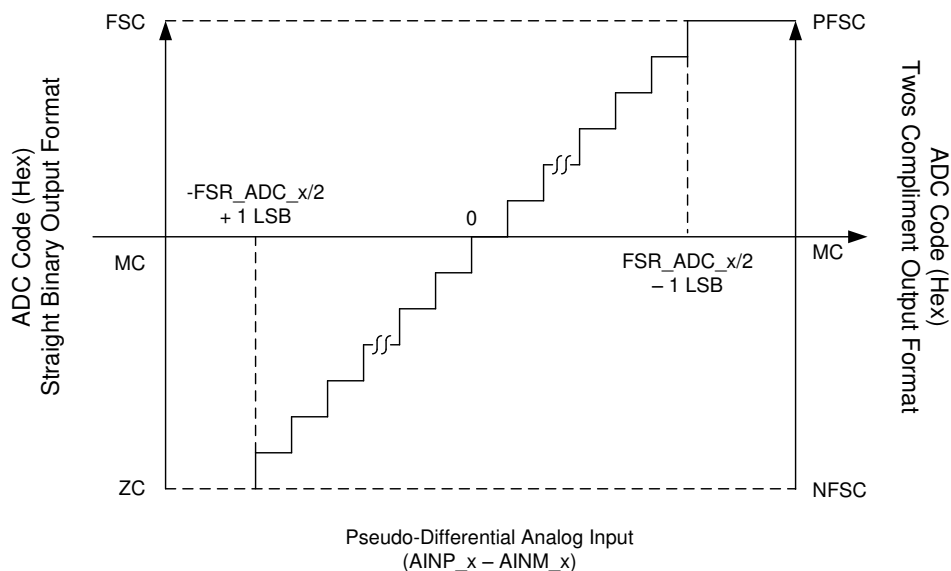 FSC
PFSC
ADC Code (Hex)
Straight Binary Output Format
-FSR_ADC_x/2
+ 1 LSB
0
MC
MC
FSR_ADC_x/2
– 1 LSB
ADC Code (Hex)
Twos Compliment Output Format
ZC
NFSC
Pseudo-Differential Analog Input
(AINP_x – AINM_x)